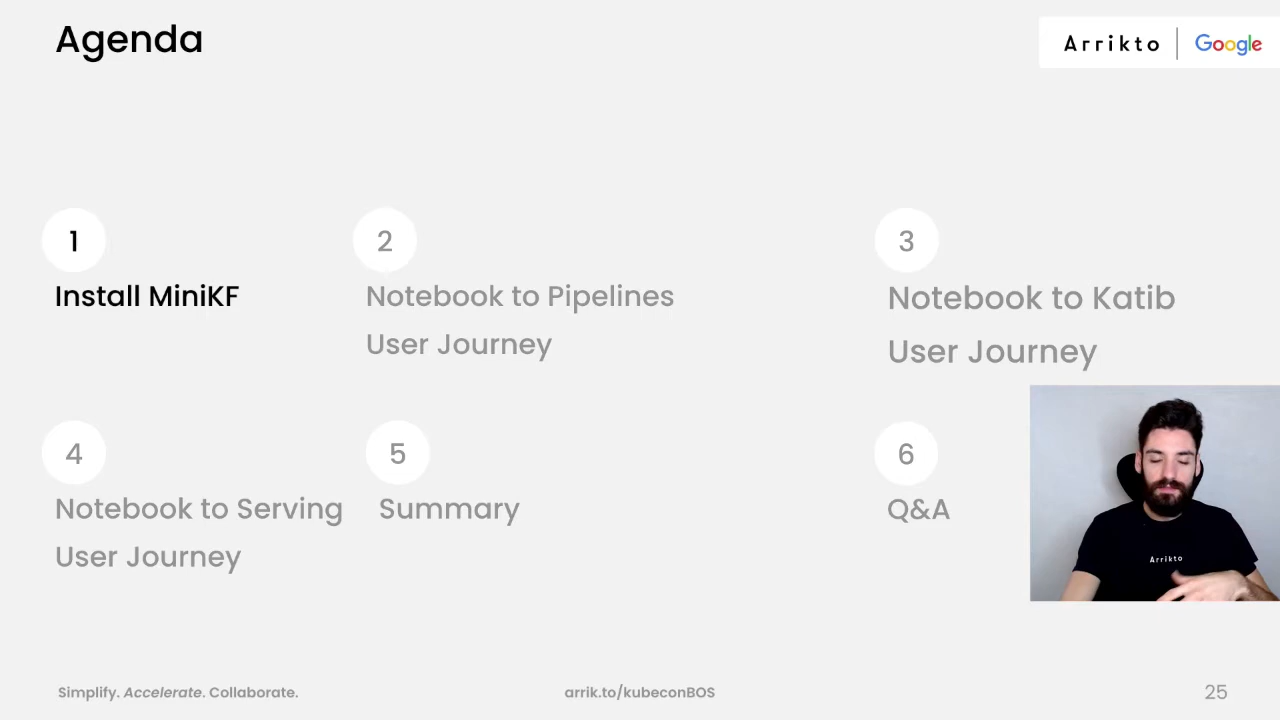 Agenda
Arrikto | Google
1
Install MiniKF
2
Notebook to Pipelines
User Journey
3
Notebook to Katib
User Journey
4
Notebook to Serving
User Journey
5
Summary
6
Q&A
Arrikto
Simplify. Accelerate. Collaborate.
arrik.to/kubeconBOS
25